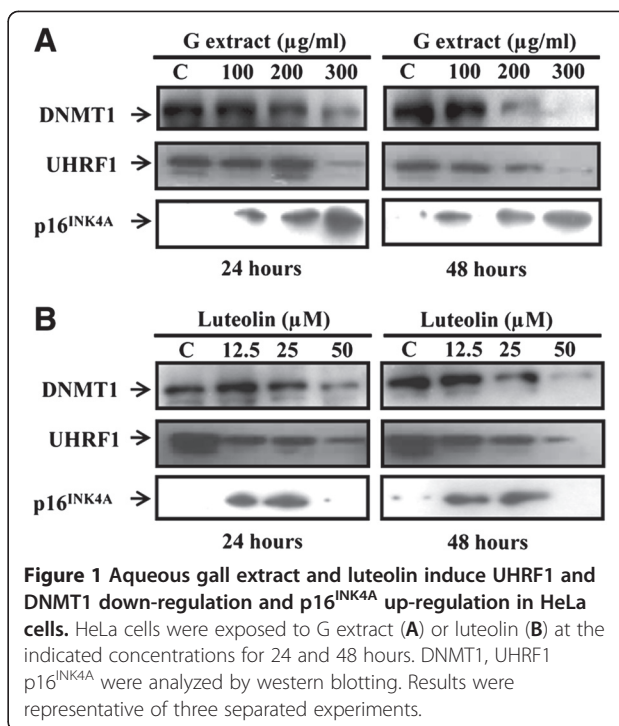 A
G extract (µg/ml)
G extract (µg/ml)
C 100 200 300
C 100 200 300
DNMT1
UHRF1
p16INK4A
24 hours
48 hours
B
Luteolin (µM)
Luteolin (µM)
C 12.5 25 50
C 12.5 25 50
DNMT1
UHRF1
p16INK4A
24 hours
48 hours
Figure 1 Aqueous gall extract and luteolin induce UHRF1 and
DNMT1 down-regulation and p16INK4A up-regulation in HeLa
cells. HeLa cells were exposed to G extract (A) or luteolin (B) at the
indicated concentrations for 24 and 48 hours. DNMT1, UHRF1
p16INK4A were analyzed by western blotting. Results were
representative of three separated experiments.